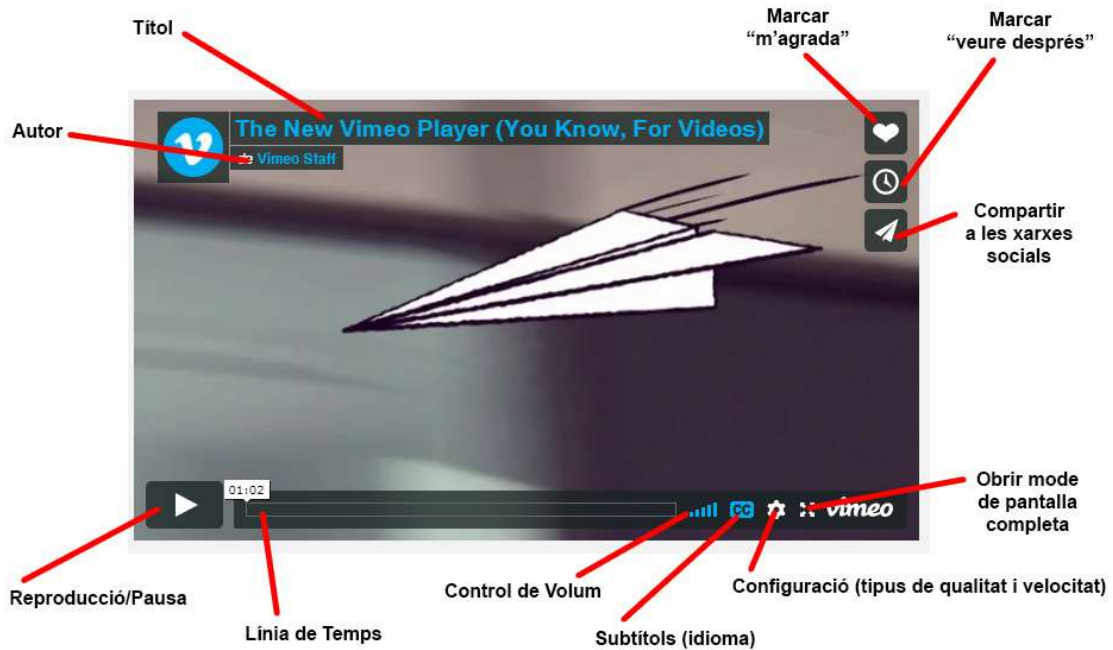 Títol
Marcar
“m’agrada”
Marcar
“veure després”
Autor
The New Vimeo Player (You Know, For Videos)
de Vimeo Staff
Compartir
a les xarxes
socials
01:02
CC
vimeo
Obrir mode
de pantalla
completa
Reproducció/Pausa
Línia de Temps
Control de Volum
Subtítols (idioma)
Configuració (tipus de qualitat i velocitat)